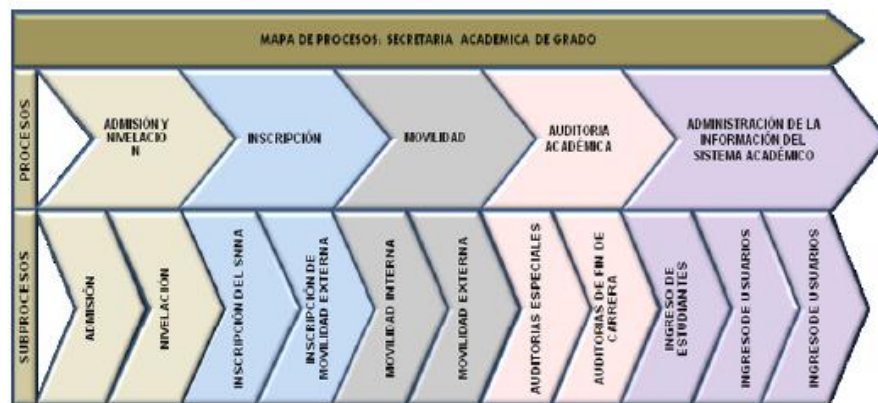 MAPA DE PROCESOS: SECRETARIA ACADEMICA DE GRADO
PROCESOS
ADMISIÓN Y
NIVELACIO
N
INSCRIPCIÓN
MOVILIDAD
AUDITORIA
ACADÉMICA
ADMINISTRACIÓN DE LA
INFORMACIÓN DEL
SISTEMA ACADÉMICO
SUBPROCESOS
ADMISIÓN
NIVELACIÓN
INSCRIPCIÓN DEL SNNA
INSCRIPCIÓN DE
MOVILIDAD EXTERNA
MOVILIDAD INTERNA
MOVILIDAD EXTERNA
AUDITORIAS ESPECIALES
AUDITORIAS DE FIN DE
CARRERA
INGRESO DE
ESTUDIANTES
INGRESO DE USUARIOS
INGRESO DE USUARIOS